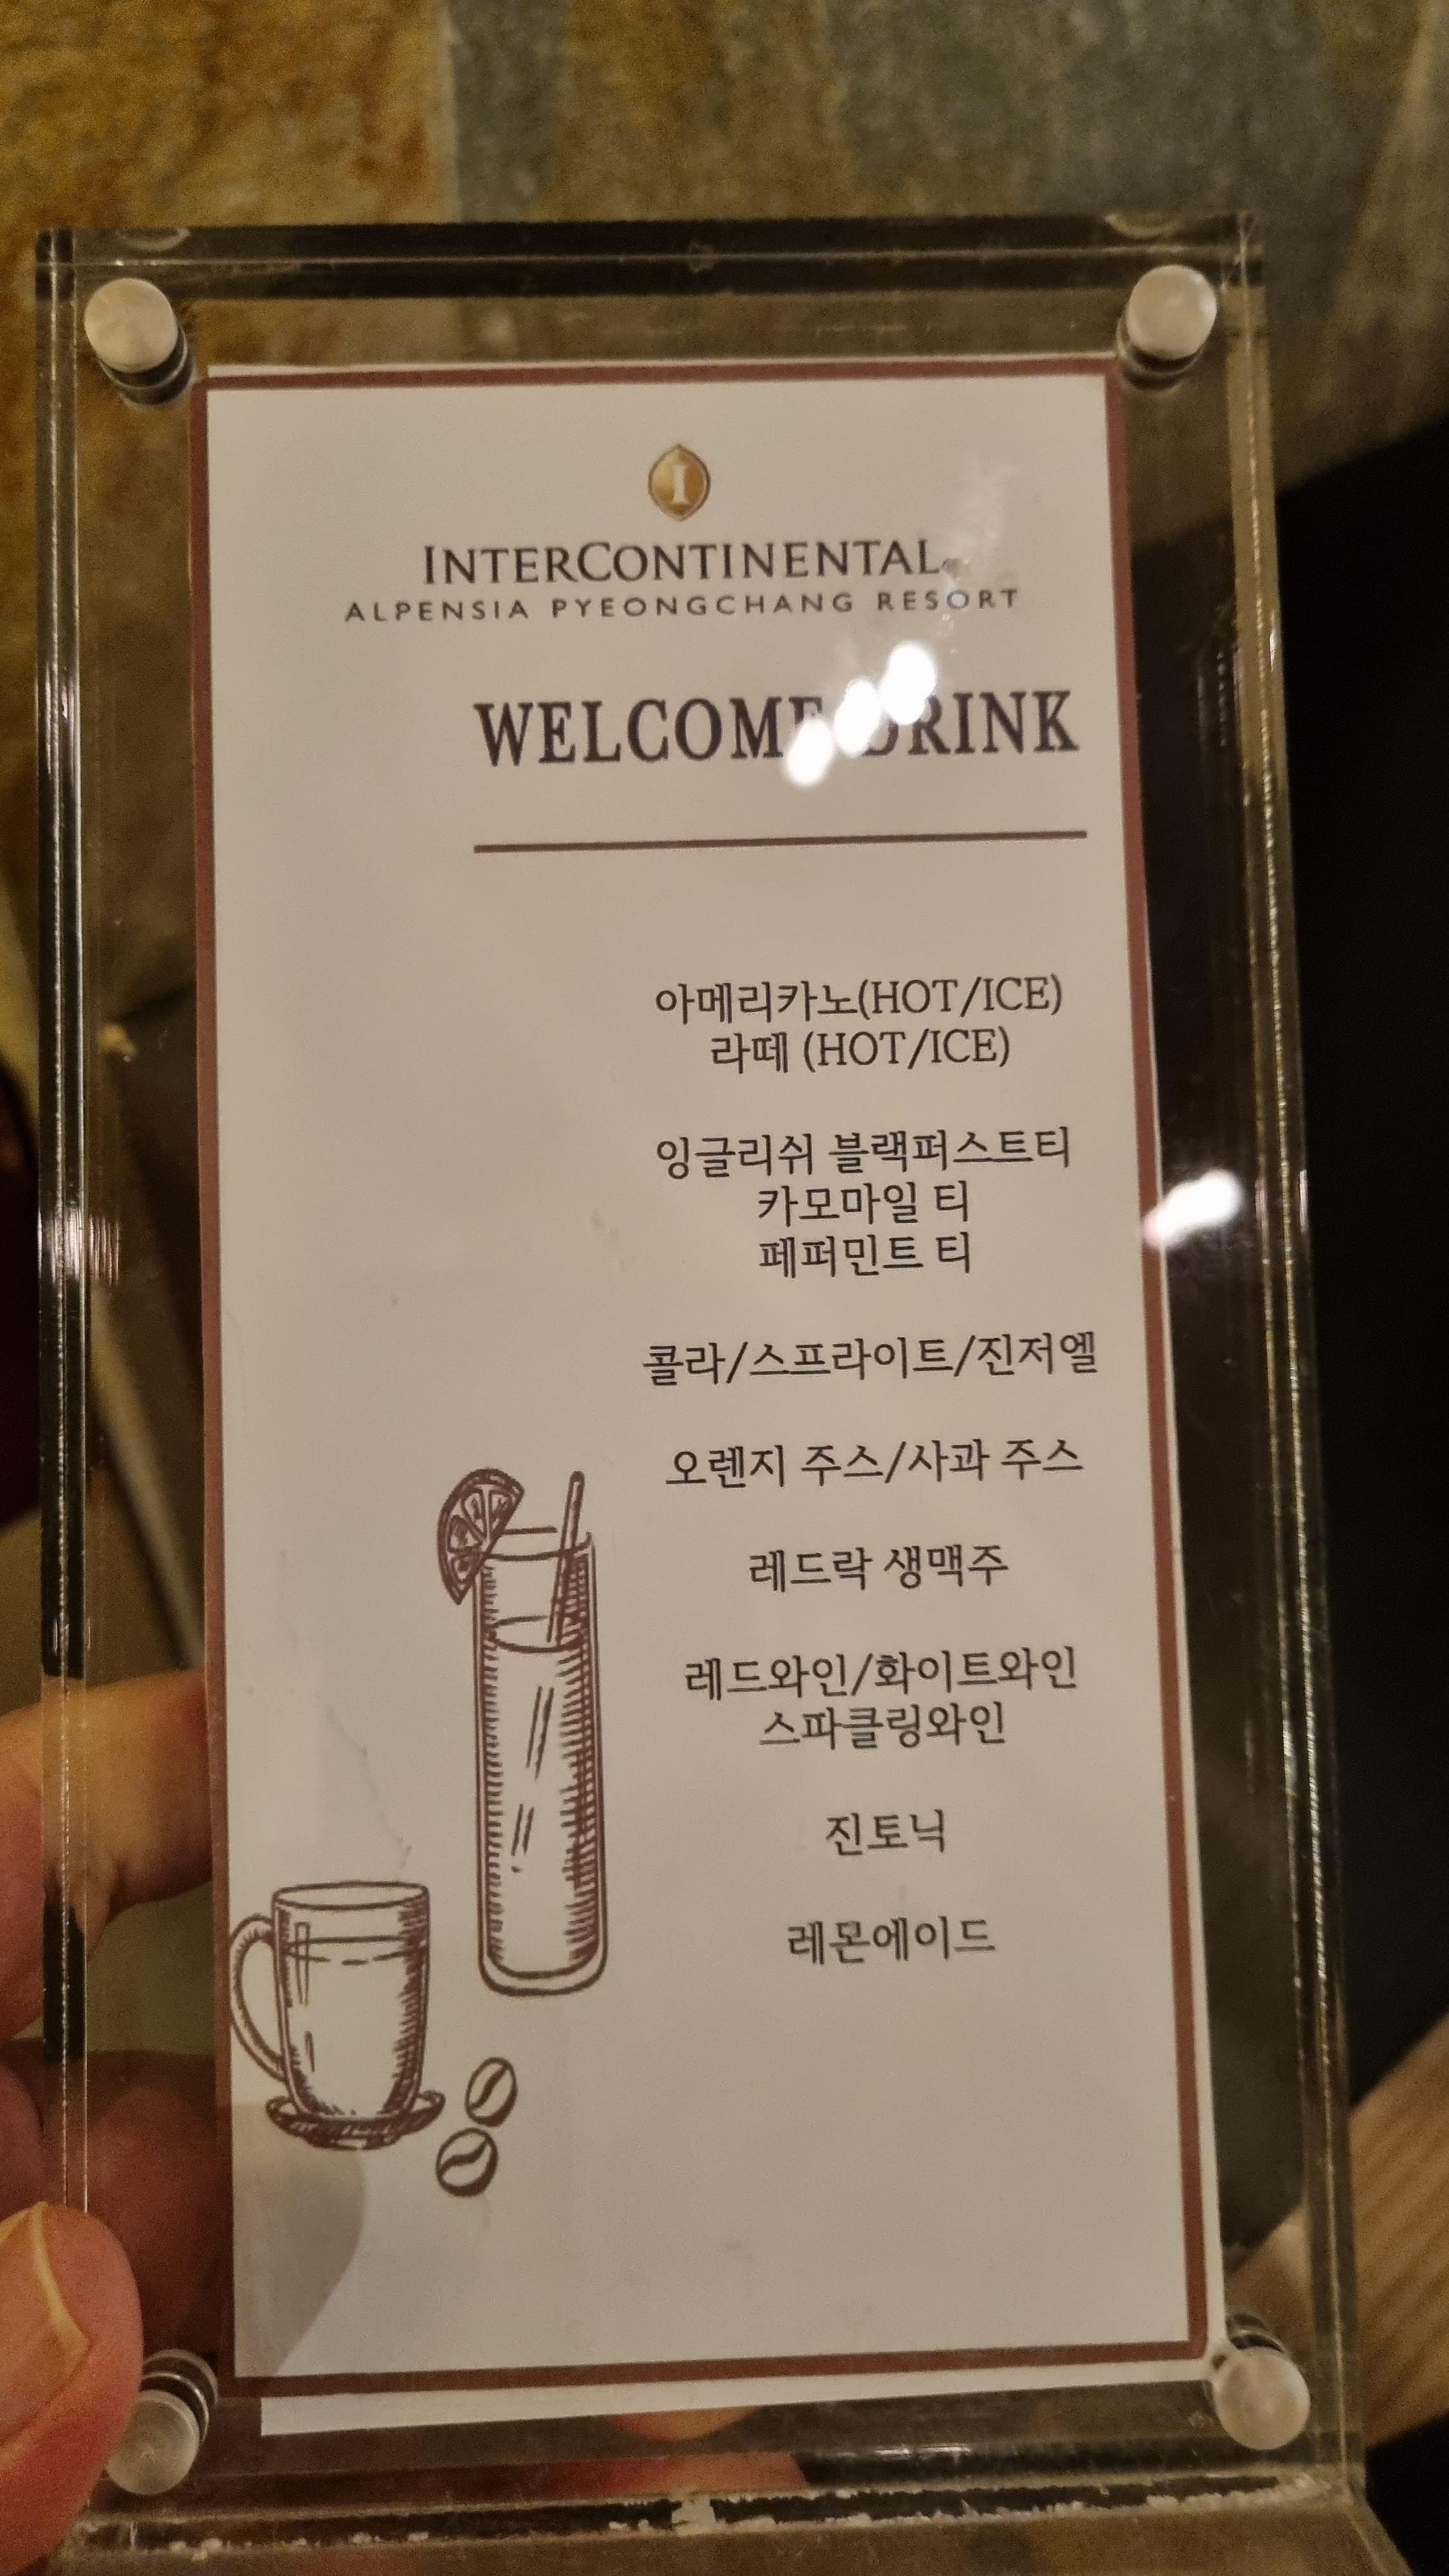 I
INTERCONTINENTAL
ALPENSIA PYEONGCHANG RESORT
WELCOME DRINK
아메리카노(HOT/ICE)
라떼 (HOT/ICE)
잉글리쉬 블랙퍼스트티
카모마일 티
페퍼민트 티
콜라/스프라이트/진저엘
오렌지 주스/사과 주스
레드락 생맥주
레드와인/화이트와인
스파클링와인
진토닉
레몬에이드